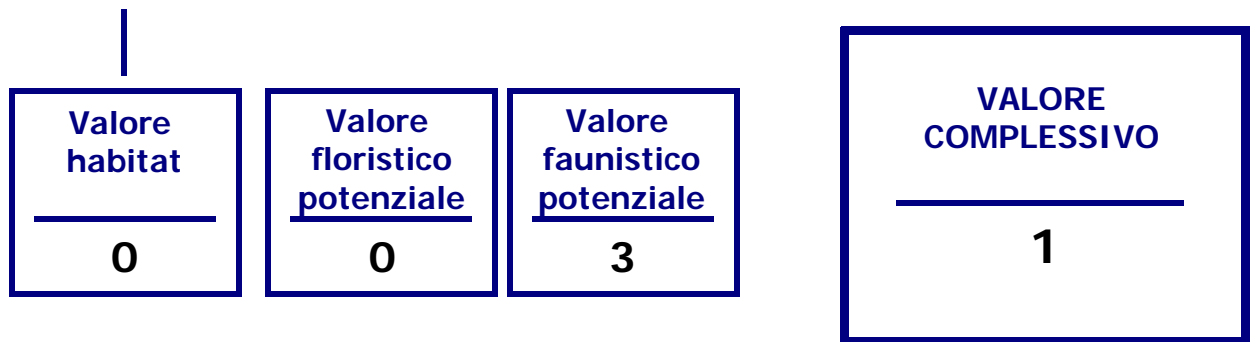 Valore
habitat
0
Valore
floristico
potenziale
0
Valore
faunistico
potenziale
3
VALORE
COMPLESSIVO
1